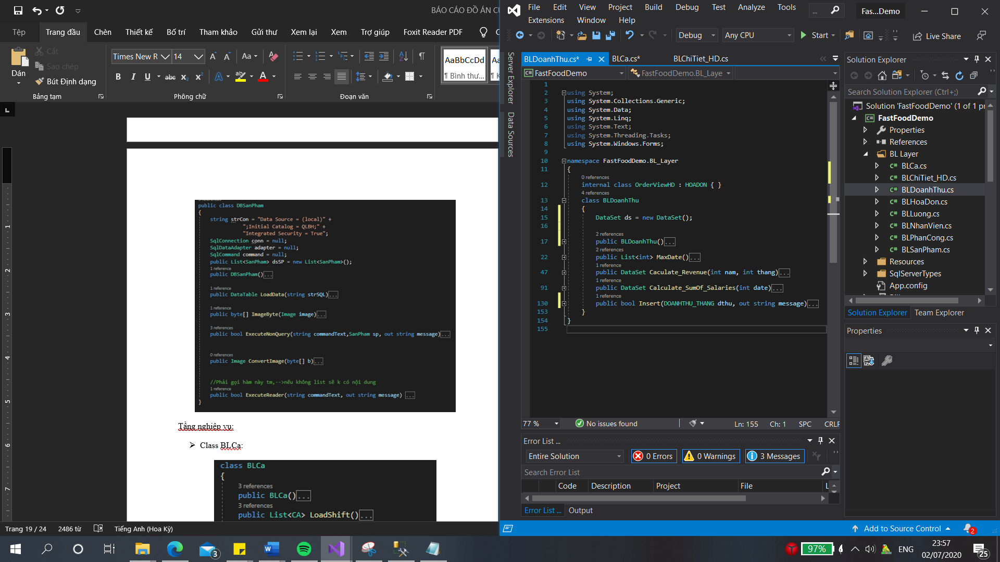 BÁO CÁO ĐỒ ÁN CU
Tệp Trang đầu Chèn Thiết kế Bố trí Tham khảo Gửi thư Xem lại Xem Trợ giúp Foxit Reader PDF
Dán
Cắt
Sao chép
Bút Định dạng
Bảng tạm
Times New R 14
Phông chữ
Đoạn văn
AaBbCcDd
¶ Bình thư...
3 references
public class DBSanPham
{
string strCon = "Data Source = (local)" +
";Initial Catalog = QLBH;" +
"Integrated Security = True";
SqlConnection conn = null;
SqlDataAdapter adapter = null;
SqlCommand command = null;
public List<SanPham> dsSP = new List<SanPham>();
1 reference
public DBSanPham()...
1 reference
public DataTable LoadData(string strSQL)...
1 reference
public byte[] ImageByte(Image image)...
3 references
public bool ExecuteNonQuery(string commandText,SanPham sp, out string message)...
0 references
public Image ConvertImage(byte[] b)...
//Phải gọi hàm này tm,-->nếu không list sẽ k có nội dung
1 reference
public bool ExecuteReader(string commandText, out string message) ...
}
Tầng nghiệp vụ:
➢ Class BLCa:
class BLCa
{
3 references
public BLCa()...
3 references
public List<CA> LoadShift()...
Trang 19 / 24 2486 từ Tiếng Anh (Hoa Kỳ)
File Edit View Project Build Debug Test Analyze Tools
... Fas...Demo
Extensions Window Help
Debug Any CPU Start Live Share
Server Explorer
Data Sources
BLDoanhThu.cs* BLCa.cs* BLChiTiet_HD.cs
FastFoodDemo FastFoodDemo.BL_Laye
1
2 using System;
3 using System.Collections.Generic;
4 using System.Data;
5 using System.Linq;
6 using System.Text;
7 using System.Threading.Tasks;
8 using System.Windows.Forms;
9
10 namespace FastFoodDemo.BL_Layer
11 {
0 references
12 internal class OrderViewHD : HOADON { }
4 references
13 class BLDoanhThu
14 {
15 DataSet ds = new DataSet();
16
2 references
17 public BLDoanhThu()...
2 references
22 public List<int> MaxDate()...
1 reference
47 public DataSet Caculate_Revenue(int nam, int thang)...
1 reference
91 public DataSet Calculate_SumOf_Salaries(int date)...
1 reference
130 public bool Insert(DOANHTHU_THANG dthu, out string message)...
153 }
154 }
155
77 % No issues found Ln: 155 Ch: 1 SPC CRLF
Error List ...
Entire Solution 0 Errors 0 Warnings 3 Messages
Search Error List
Code Description Project File L
Error List ... Output
Solution Explorer
Search Solution Explorer (Ctrl+;)
Solution 'FastFoodDemo' (1 of 1 pr
FastFoodDemo
Properties
References
BL Layer
BLCa.cs
BLChiTiet_HD.cs
BLDoanhThu.cs
BLHoaDon.cs
BLLuong.cs
BLNhanVien.cs
BLPhanCong.cs
BLSanPham.cs
Resources
SqlServerTypes
App.config
Solution Explorer Team Explorer
Properties
Add to Source Control 2
3
97% ENG
23:57
02/07/2020
25